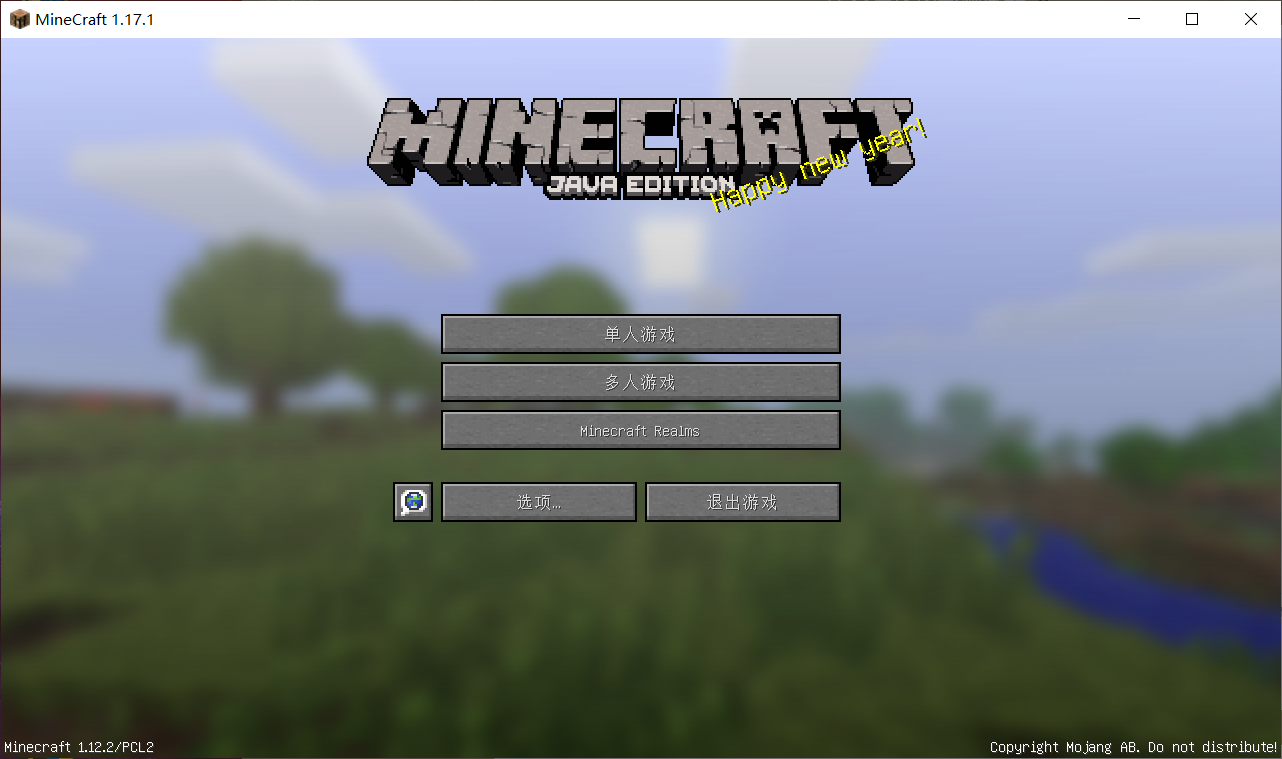 MineCraft 1.17.1
MINECRAFT
JAVA EDITION
Happy new year!
单人游戏
多人游戏
Minecraft Realms
选项...
退出游戏
Minecraft 1.12.2/PCL2
Copyright Mojang AB. Do not distribute!